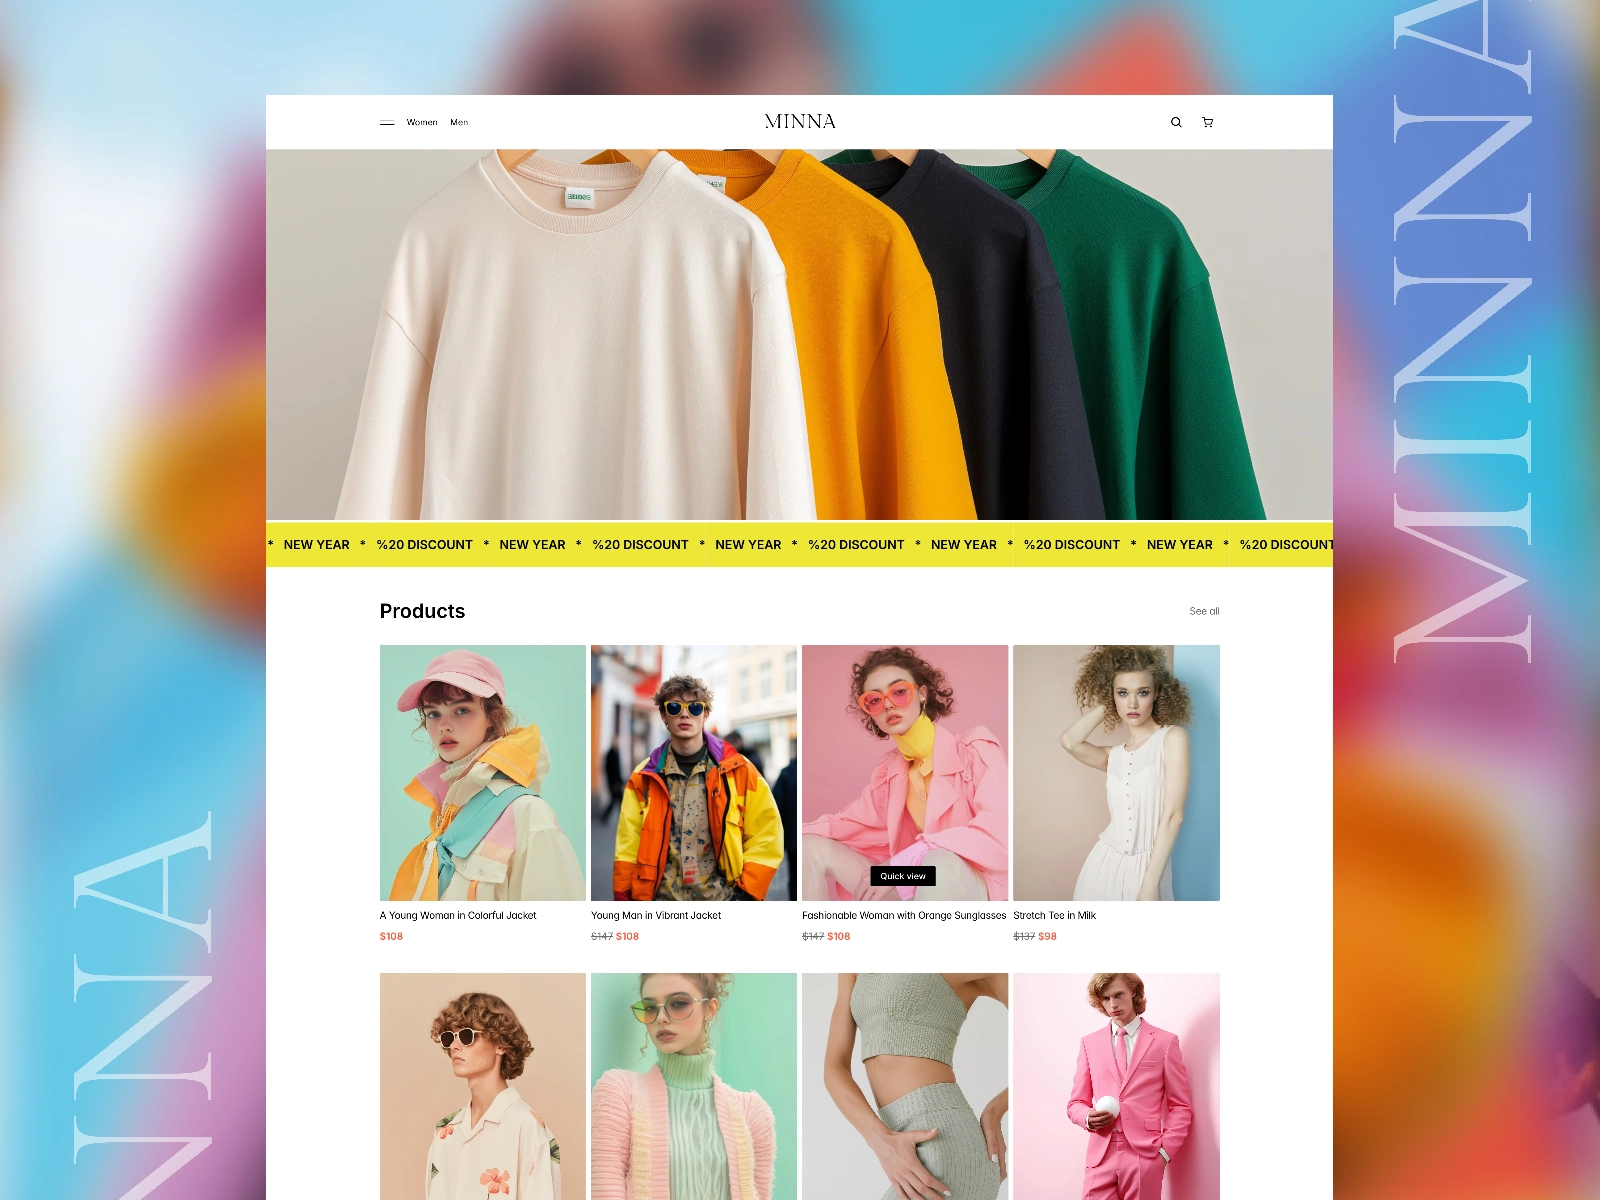 MINNA
Women Men
MINNA
* NEW YEAR * %20 DISCOUNT * NEW YEAR * %20 DISCOUNT * NEW YEAR * %20 DISCOUNT * NEW YEAR * %20 DISCOUNT * NEW YEAR * %20 DISCOUNT
Products
See all
Quick view
A Young Woman in Colorful Jacket
$108
Young Man in Vibrant Jacket
$147 $108
Fashionable Woman with Orange Sunglasses
$147 $108
Stretch Tee in Milk
$137 $98
NNA